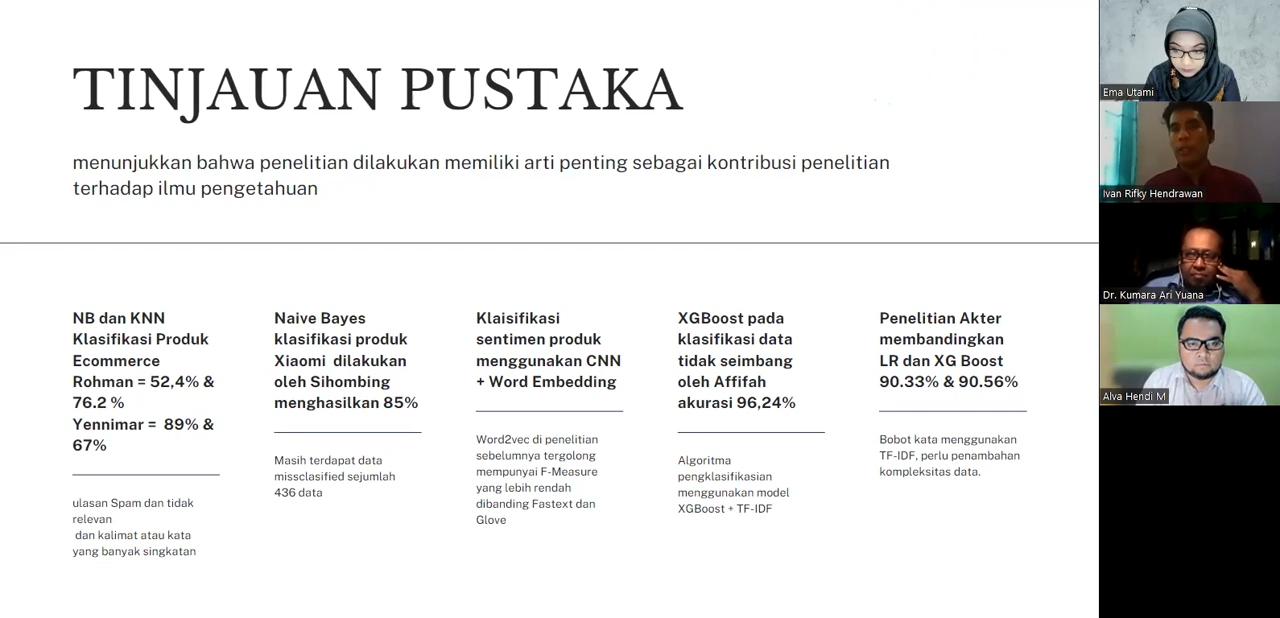 TINJAUAN PUSTAKA
menunjukkan bahwa penelitian dilakukan memiliki arti penting sebagai kontribusi penelitian
terhadap ilmu pengetahuan
NB dan KNN
Klasifikasi Produk
Ecommerce
Rohman = 52,4% &
76.2 %
Yennimar = 89% &
67%
ulasan Spam dan tidak
relevan
dan kalimat atau kata
yang banyak singkatan
Naive Bayes
klasifikasi produk
Xiaomi dilakukan
oleh Sihombing
menghasilkan 85%
Masih terdapat data
missclasified sejumlah
436 data
Klaisifikasi
sentimen produk
menggunakan CNN
+ Word Embedding
Word2vec di penelitian
sebelumnya tergolong
mempunyai F-Measure
yang lebih rendah
dibanding Fastext dan
Glove
XGBoost pada
klasifikasi data
tidak seimbang
oleh Affifah
akurasi 96,24%
Algoritma
pengklasifikasian
menggunakan model
XGBoost + TF-IDF
Penelitian Akter
membandingkan
LR dan XG Boost
90.33% & 90.56%
Bobot kata menggunakan
TF-IDF, perlu penambahan
kompleksitas data.
Ema Utami
Ivan Rifky Hendrawan
Dr. Kumara Ari Yuana
Alva Hendi M